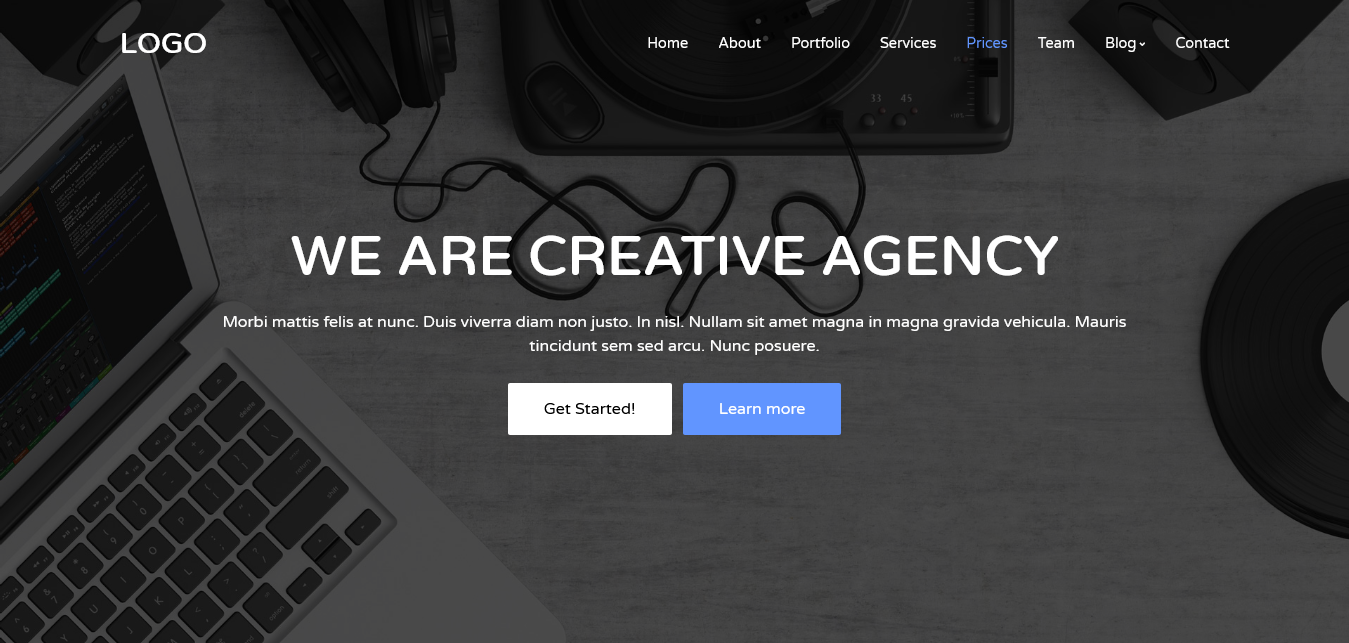 LOGO
Home About Portfolio Services Prices Team Blog Contact
33 45
WE ARE CREATIVE AGENCY
Morbi mattis felis at nunc. Duis viverra diam non justo. In nisl. Nullam sit amet magna in magna gravida vehicula. Mauris
tincidunt sem sed arcu. Nunc posuere.
Get Started! Learn more